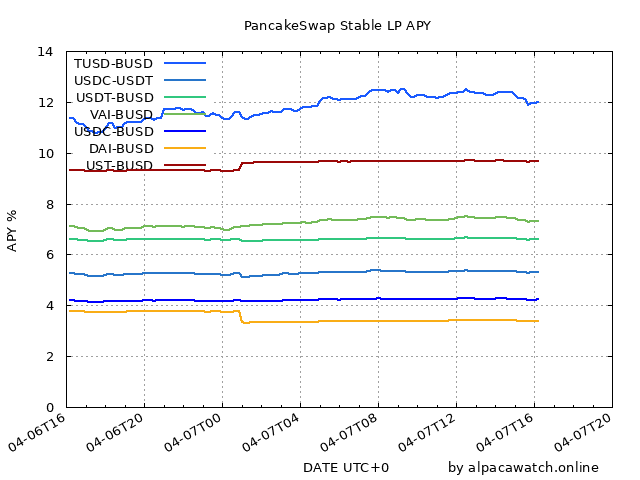 PancakeSwap Stable LP APY
14
12
10
8
6
4
2
0
APY %
TUSD-BUSD
USDC-USDT
USDT-BUSD
VAI-BUSD
USDC-BUSD
DAI-BUSD
UST-BUSD
04-06T16
04-06T20
04-07T00
04-07T04
04-07T08
04-07T12
04-07T16
04-07T20
DATE UTC+0
by alpacawatch.online